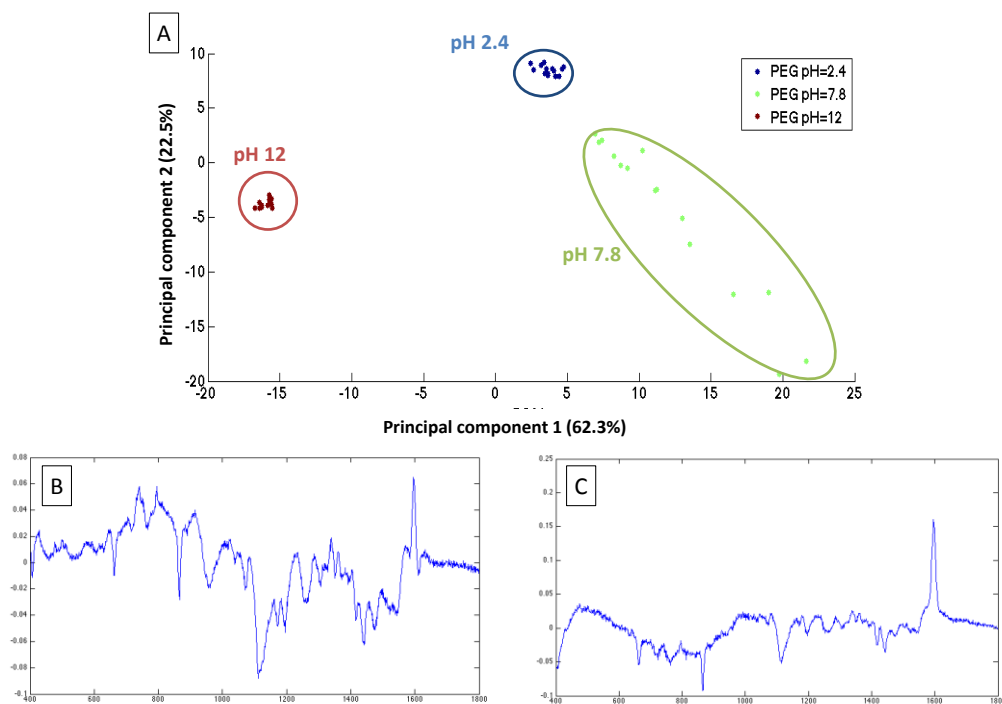 A
pH 2.4
pH 12
pH 7.8
PEG pH=2.4
PEG pH=7.8
PEG pH=12
Principal component 2 (22.5%)
10
5
0
-5
-10
-15
-20
-20 -15 -10 -5 0 5 10 15 20 25
Principal component 1 (62.3%)
B
0.08
0.06
0.04
0.02
0
-0.02
-0.04
-0.06
-0.08
-0.1
400 600 800 1000 1200 1400 1600 1800
C
0.25
0.2
0.15
0.1
0.05
0
-0.05
-0.1
400 600 800 1000 1200 1400 1600 1800